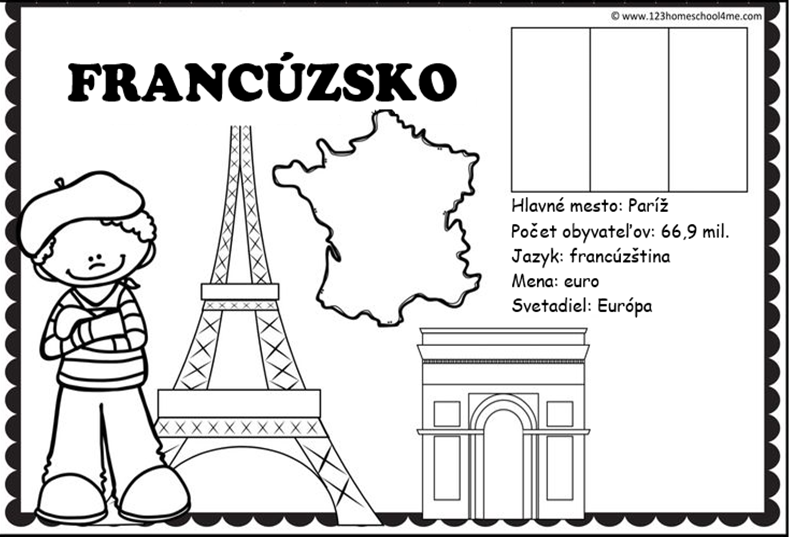 © www.123homeschool4me.com
FRANCÚZSKO
Hlavné mesto: Paríž
Počet obyvateľov: 66,9 mil.
Jazyk: francúzština
Mena: euro
Svetadiel: Európa